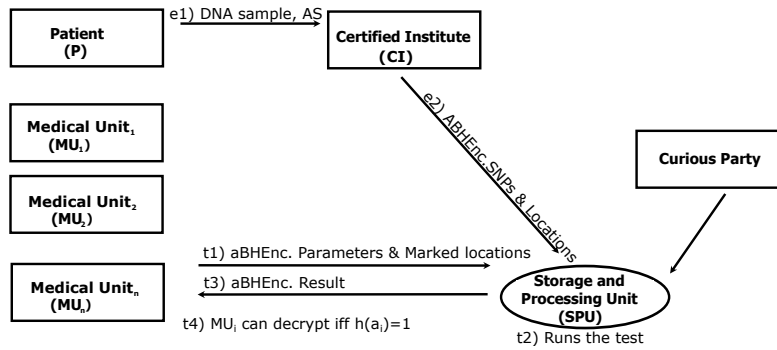 e1) DNA sample, AS
Patient
(P)
Certified Institute
(CI)
e2) ABHEnc.SNPs & Locations
Medical Unit₁
(MU₁)
Curious Party
Medical Unit₂
(MU₂)
t1) aBHEnc. Parameters & Marked locations
Medical Unitₙ
(MUₙ)
t3) aBHEnc. Result
Storage and
Processing Unit
(SPU)
t4) MUᵢ can decrypt iff h(aᵢ)=1
t2) Runs the test